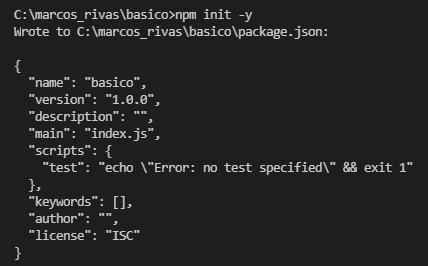 C:\marcos_rivas\basico>npm init -y
Wrote to C:\marcos_rivas\basico\package.json:

{
  "name": "basico",
  "version": "1.0.0",
  "description": "",
  "main": "index.js",
  "scripts": {
    "test": "echo \"Error: no test specified\" && exit 1"
  },
  "keywords": [],
  "author": "",
  "license": "ISC"
}